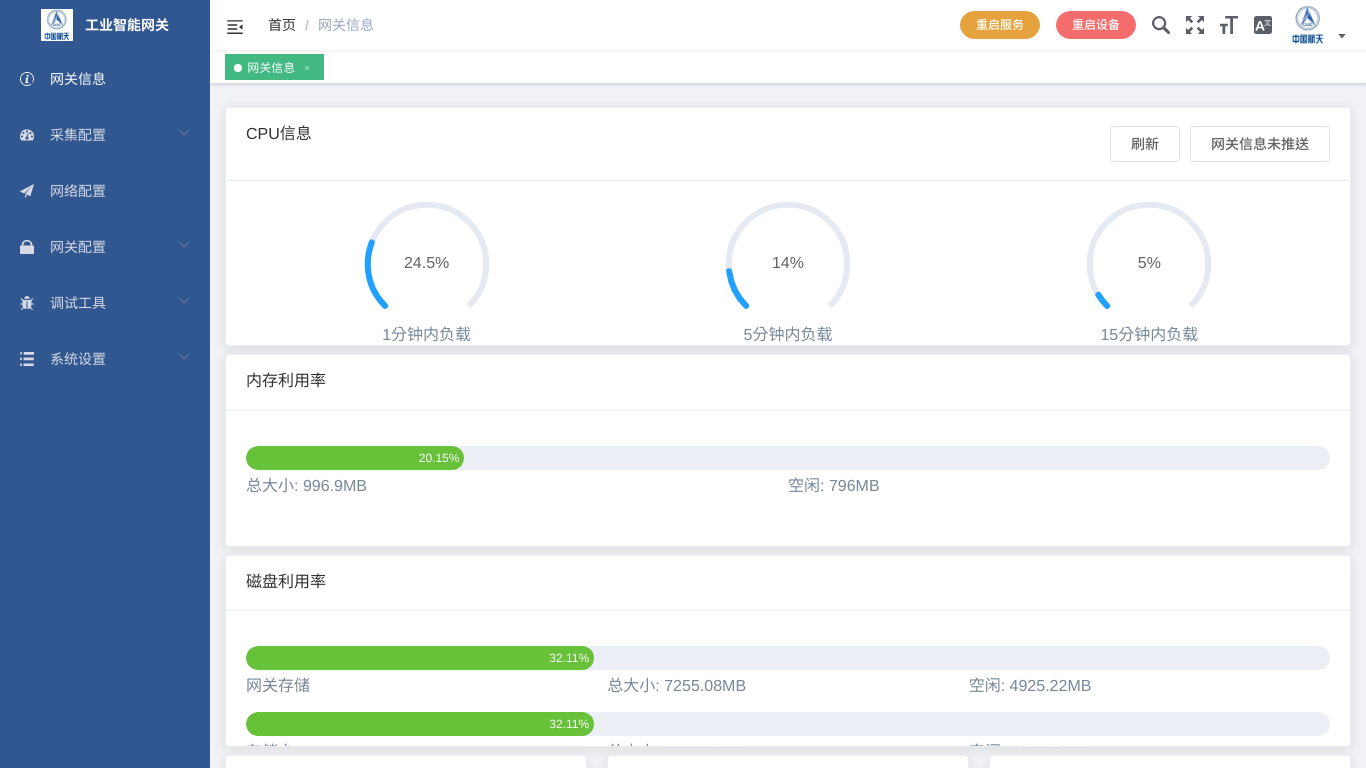 中国航天
工业智能网关
网关信息
采集配置
网络配置
网关配置
调试工具
系统设置
首页 / 网关信息
重启服务
重启设备
中国航天
网关信息 ×
CPU信息
刷新
网关信息未推送
24.5%
14%
5%
1分钟内负载
5分钟内负载
15分钟内负载
内存利用率
20.15%
总大小: 996.9MB
空闲: 796MB
磁盘利用率
32.11%
网关存储
总大小: 7255.08MB
空闲: 4925.22MB
32.11%